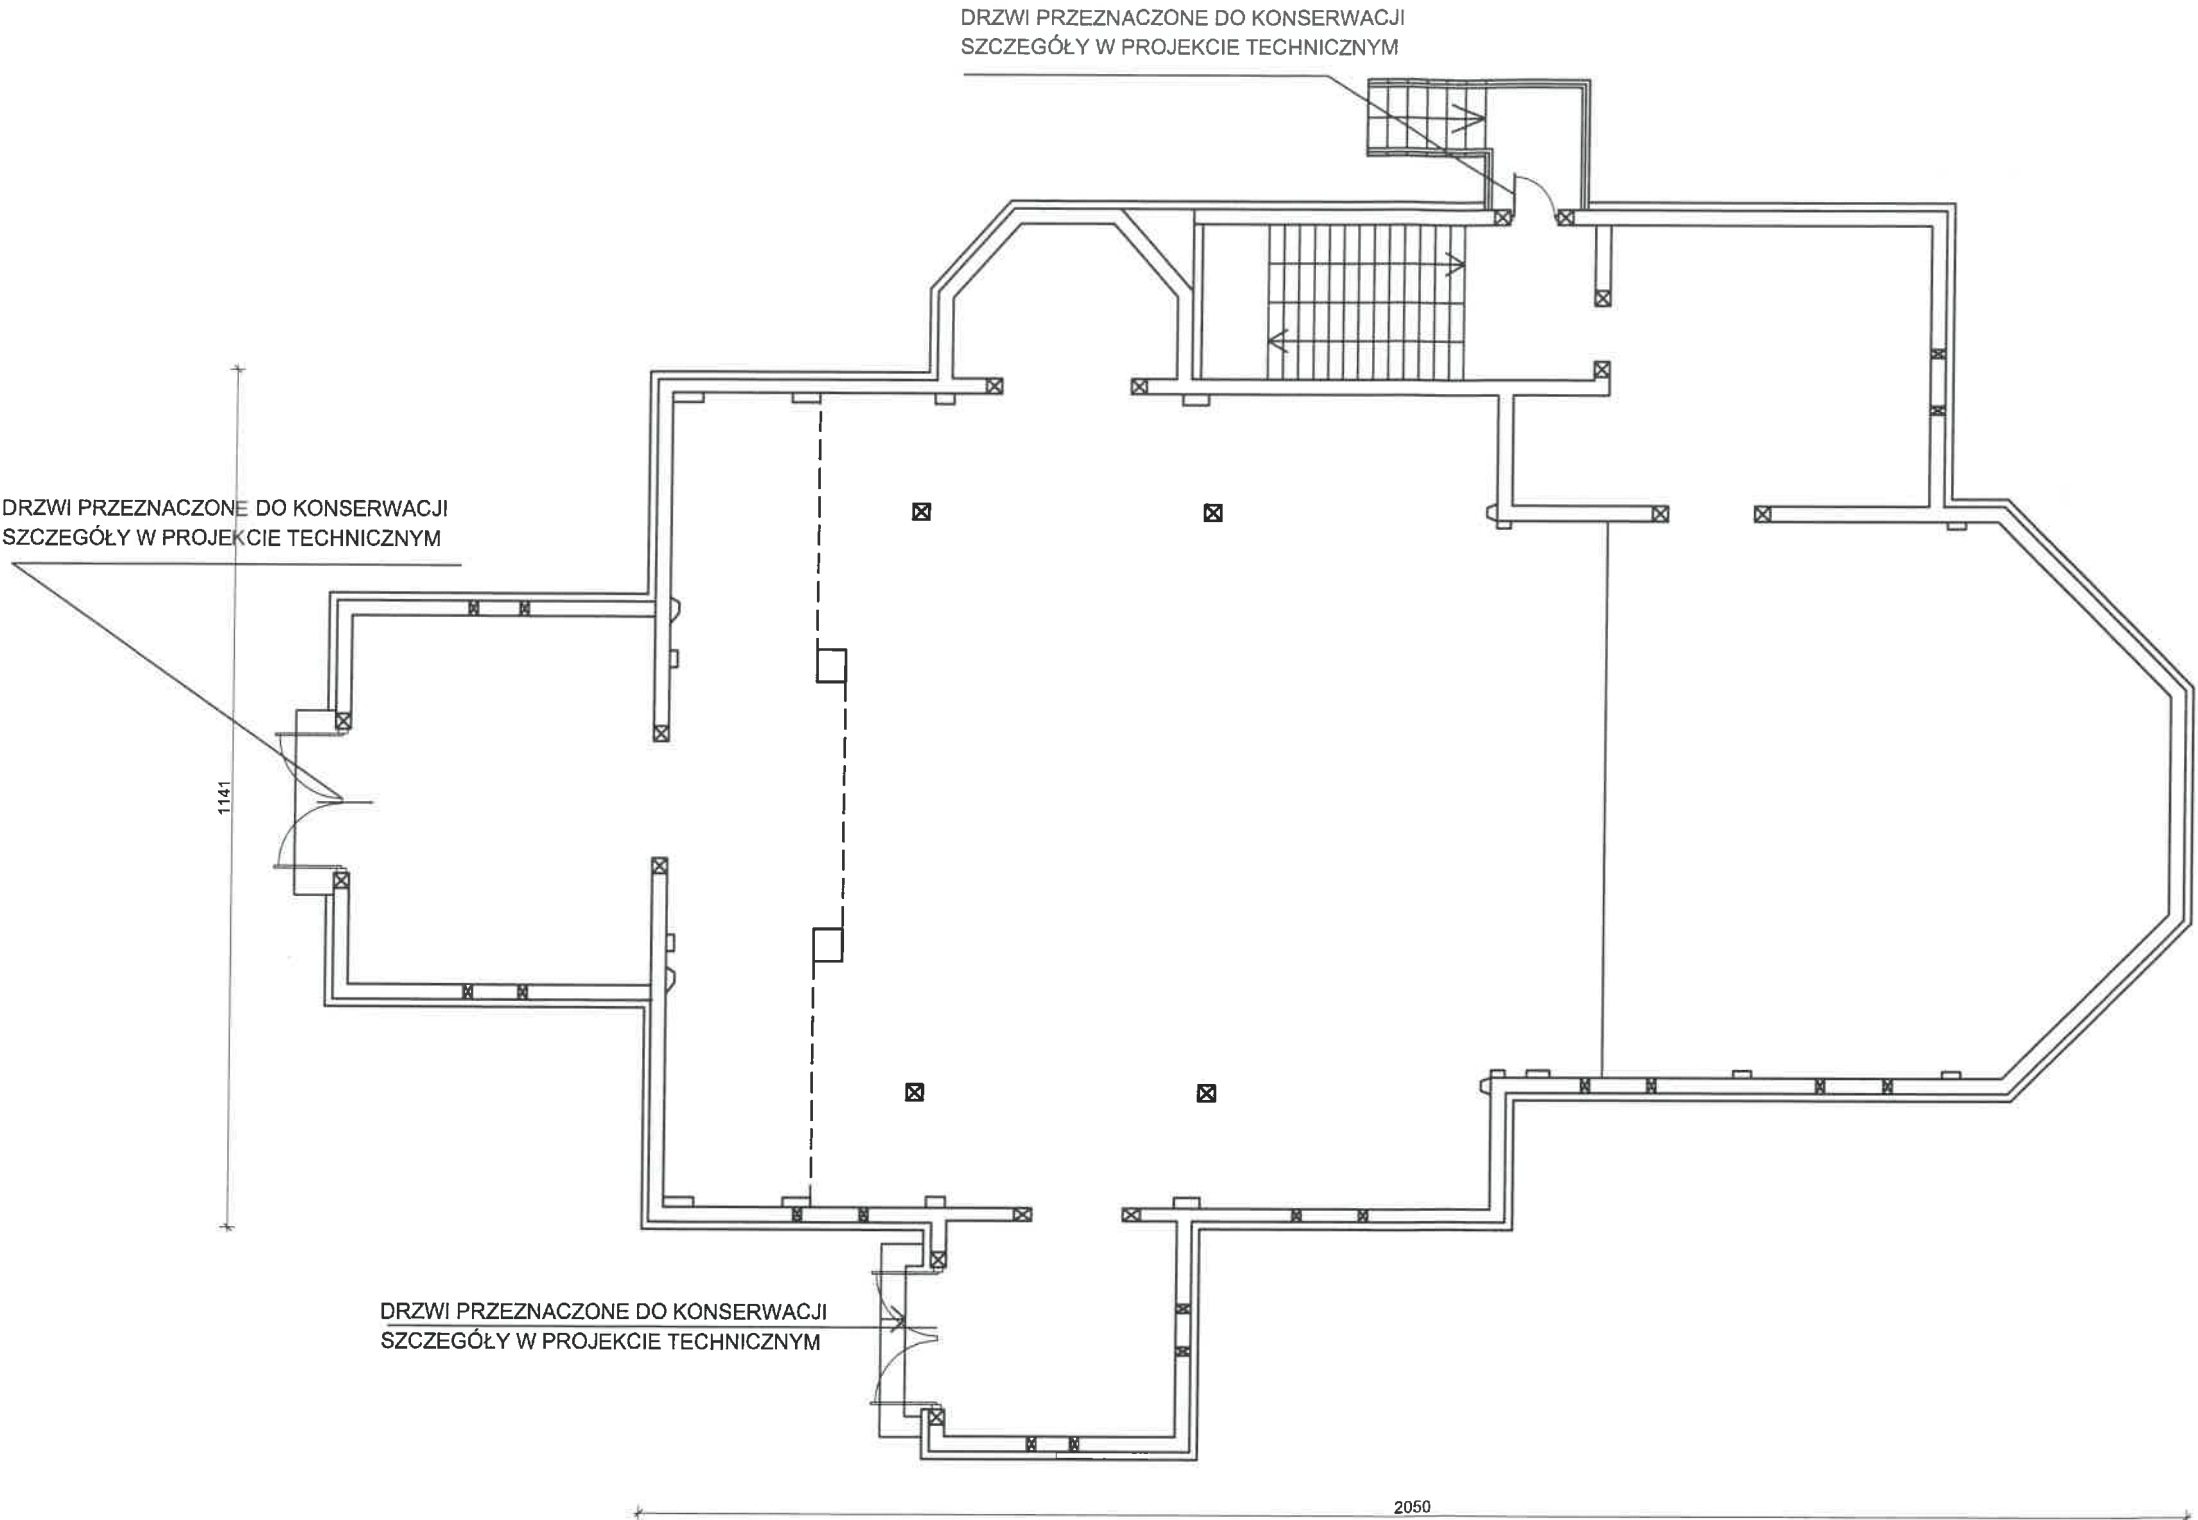 DRZWI PRZEZNACZONE DO KONSERWACJI
SZCZEGÓŁY W PROJEKCIE TECHNICZNYM
DRZWI PRZEZNACZONE DO KONSERWACJI
SZCZEGÓŁY W PROJEKCIE TECHNICZNYM
1141
DRZWI PRZEZNACZONE DO KONSERWACJI
SZCZEGÓŁY W PROJEKCIE TECHNICZNYM
2050